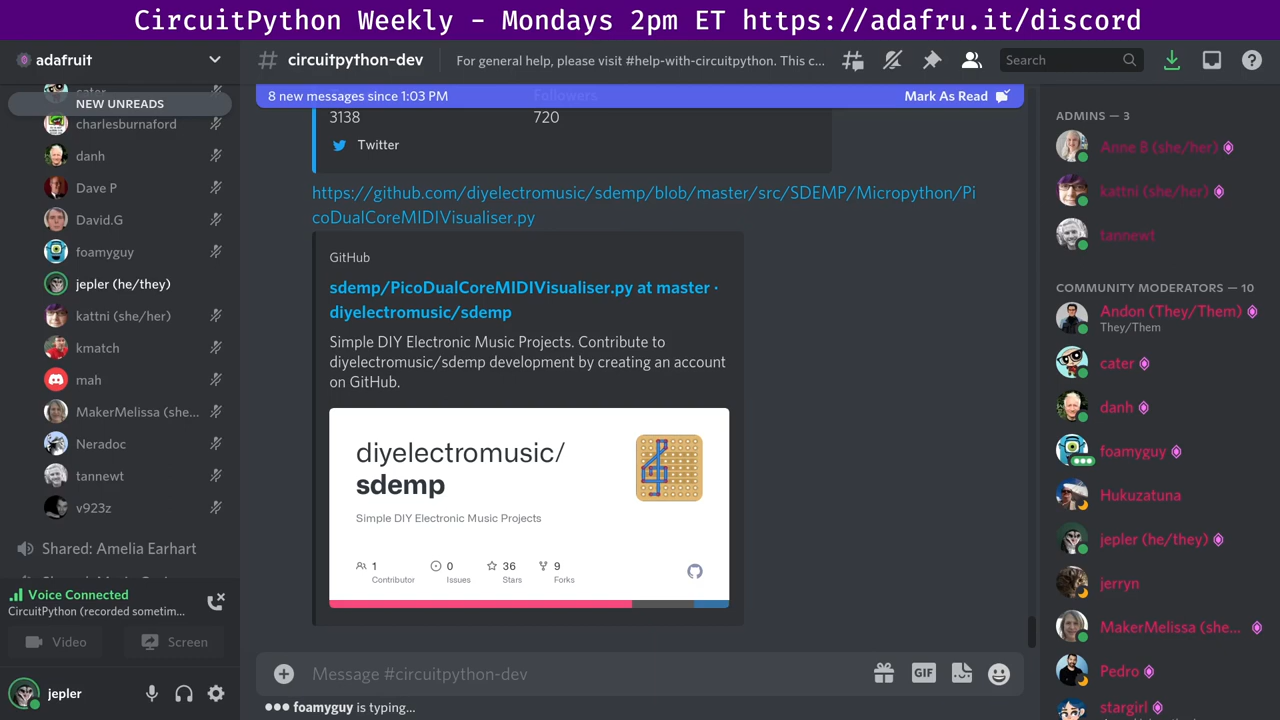 CircuitPython Weekly - Mondays 2pm ET https://adafru.it/discord
adafruit
cater
NEW UNREADS
charlesburnaford
danh
Dave P
David.G
foamyguy
jepler (he/they)
kattni (she/her)
kmatch
mah
MakerMelissa (she...
Neradoc
tannewt
v923z
Shared: Amelia Earhart
Voice Connected
CircuitPython (recorded sometim...
Video
Screen
jepler
# circuitpython-dev
For general help, please visit #help-with-circuitpython. This c...
Search
8 new messages since 1:03 PM
Followers
Mark As Read
3138
720
Twitter
https://github.com/diyelectromusic/sdemp/blob/master/src/SDEMP/Micropython/Pi
coDualCoreMIDIVisualiser.py
GitHub
sdemp/PicoDualCoreMIDIVisualiser.py at master ·
diyelectromusic/sdemp
Simple DIY Electronic Music Projects. Contribute to
diyelectromusic/sdemp development by creating an account
on GitHub.
diyelectromusic/
sdemp
Simple DIY Electronic Music Projects
1
Contributor
0
Issues
36
Stars
9
Forks
Message #circuitpython-dev
GIF
foamyguy is typing...
ADMINS — 3
Anne B (she/her)
kattni (she/her)
tannewt
COMMUNITY MODERATORS — 10
Andon (They/Them)
They/Them
cater
danh
foamyguy
Hukuzatuna
jepler (he/they)
jerryn
MakerMelissa (she...
Pedro
stargirl